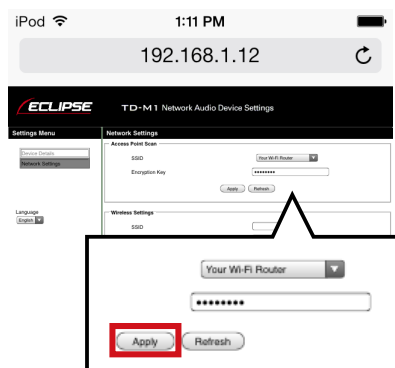 iPod 1:11 PM
192.168.1.12
ECLIPSE TD-M1 Network Audio Device Settings
Settings Menu
Device Details
Network Settings
Language
English
Network Settings
Access Point Scan
SSID Your Wi-Fi Router
Encryption Key ••••••••
Apply Refresh
Wireless Settings
SSID
Your Wi-Fi Router
••••••••
Apply Refresh